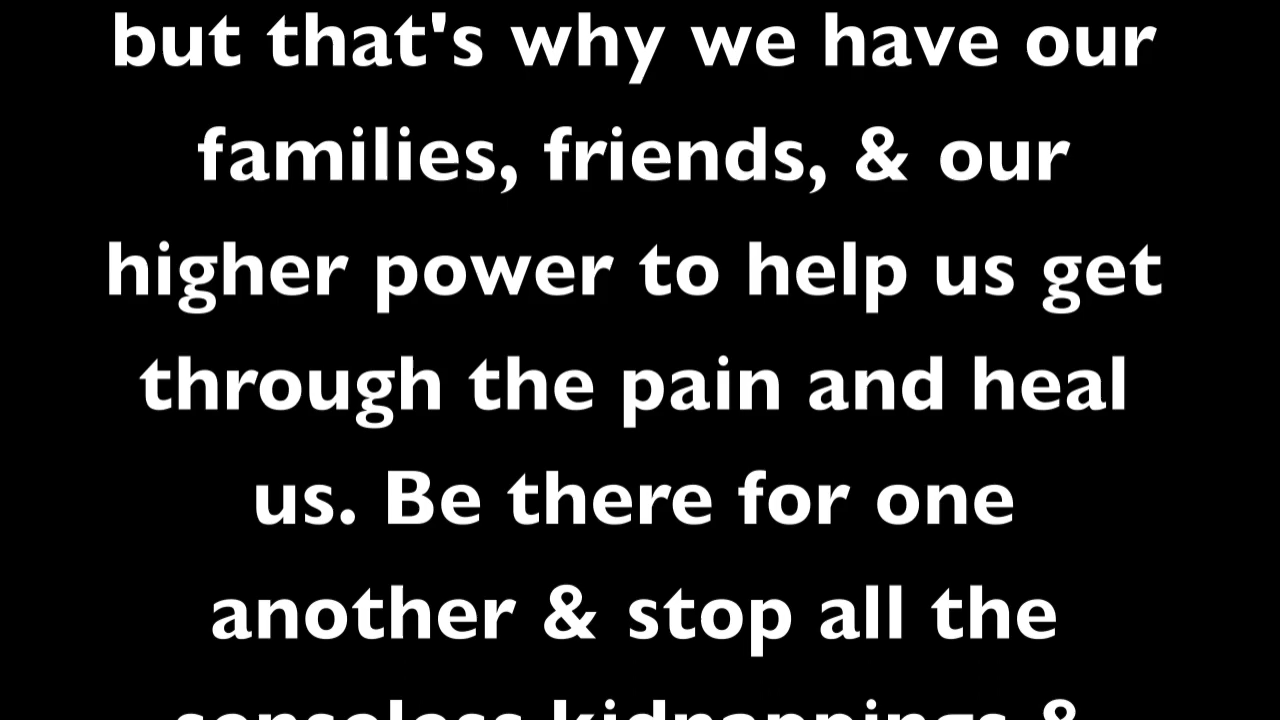 but that's why we have our
families, friends, & our
higher power to help us get
through the pain and heal
us. Be there for one
another & stop all the
senseless kidnappings &